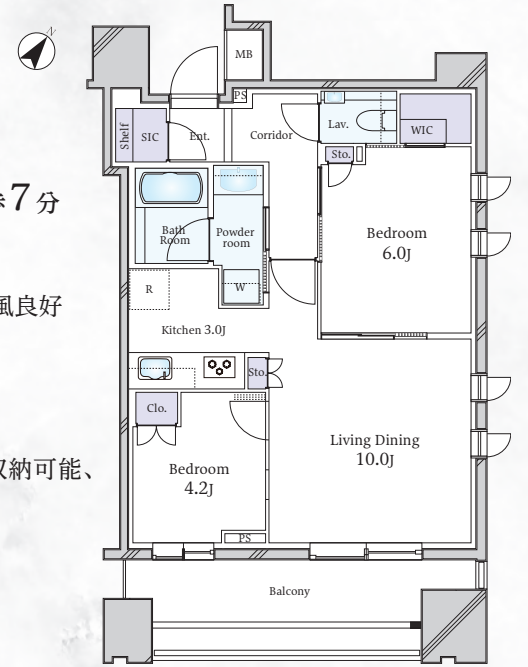 N
MB
PS
Shelf
SIC
Ent.
Corridor
Lav.
WIC
Sto.
歩7分
Bath
Room
Powder
room
Bedroom
6.0J
R
W
風良好
Kitchen 3.0J
Sto.
Clo.
Living Dining
10.0J
Bedroom
4.2J
収納可能、
PS
Balcony